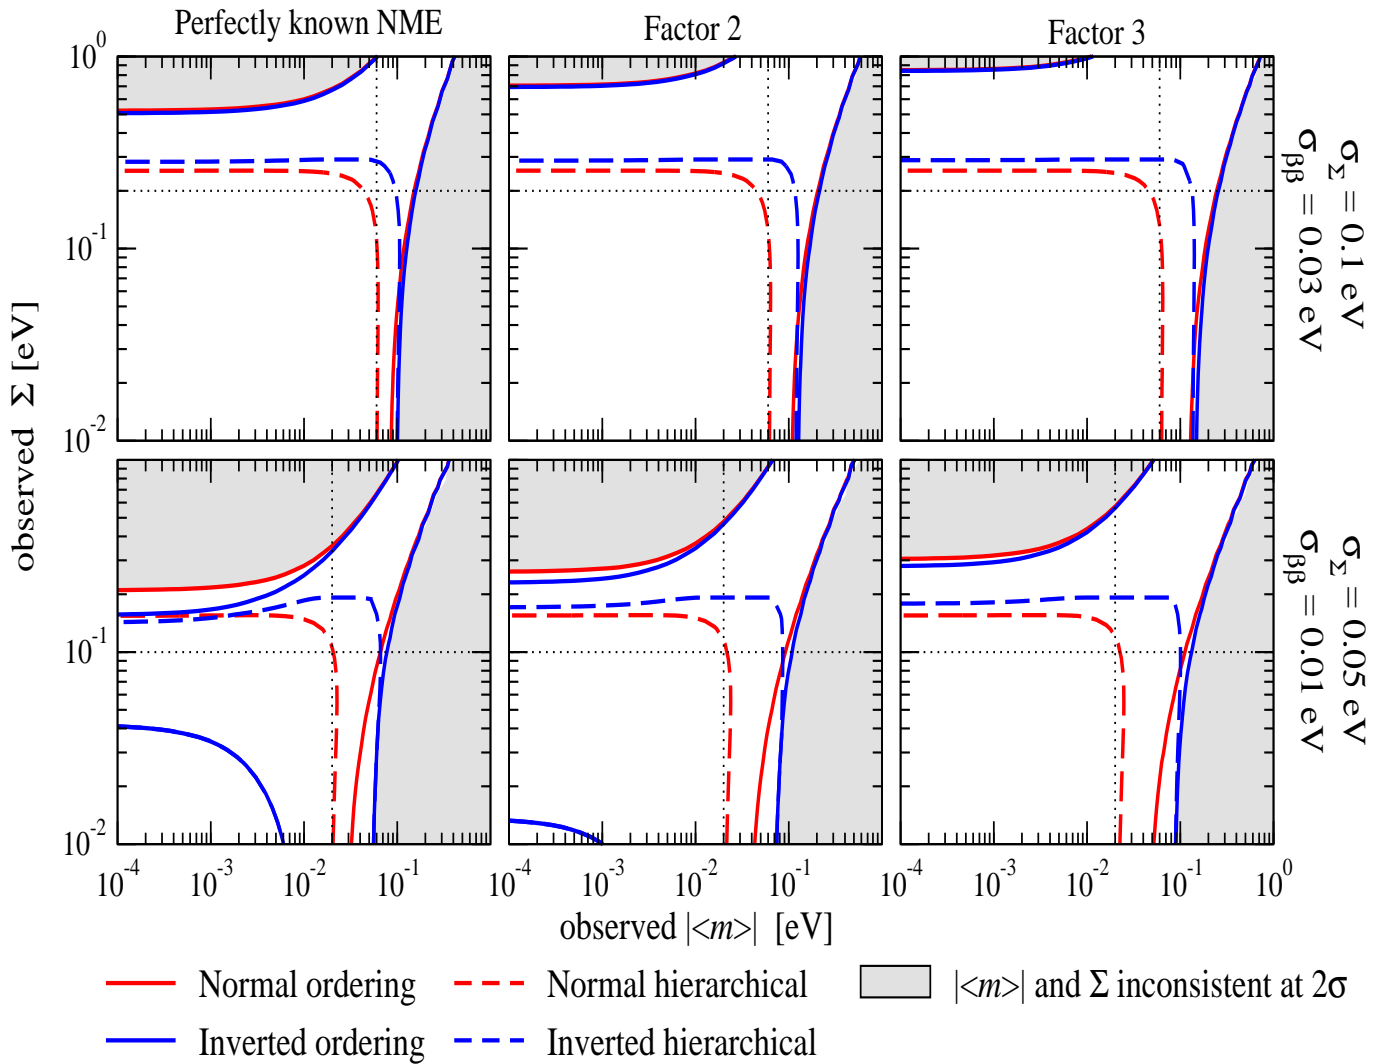 Perfectly known NME
Factor 2
Factor 3
10^0
10^-1
10^-2
σ_Σ = 0.1 eV
σ_ββ = 0.03 eV
observed Σ [eV]
10^-1
10^-2
σ_Σ = 0.05 eV
σ_ββ = 0.01 eV
10^-4 10^-3 10^-2 10^-1 10^-4 10^-3 10^-2 10^-1 10^-4 10^-3 10^-2 10^-1 10^0
observed |<m>| [eV]
Normal ordering
Normal hierarchical
|<m>| and Σ inconsistent at 2σ
Inverted ordering
Inverted hierarchical